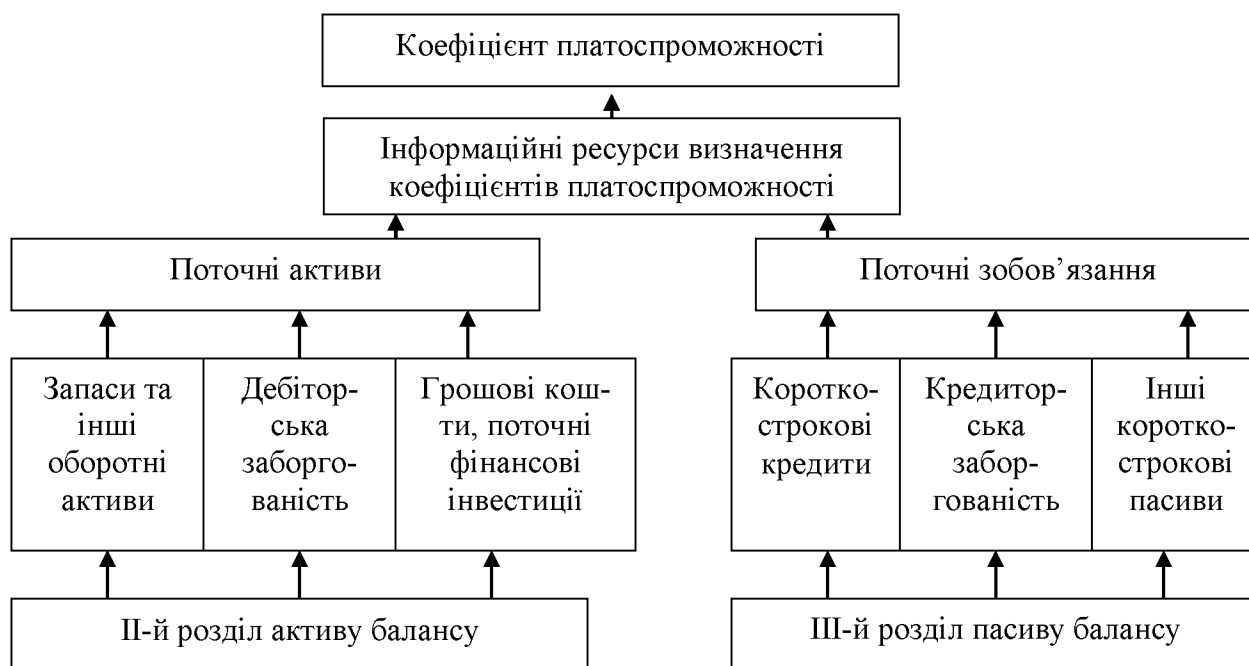 Коефіцієнт платоспроможності
Інформаційні ресурси визначення
коефіцієнтів платоспроможності
Поточні активи
Поточні зобов’язання
Запаси та
інші
оборотні
активи
Дебітор-
ська
заборго-
ваність
Грошові кош-
ти, поточні
фінансові
інвестиції
Коротко-
строкові
кредити
Кредитор-
ська
забор-
гованість
Інші
коротко-
строкові
пасиви
ІІ-й розділ активу балансу
ІІІ-й розділ пасиву балансу